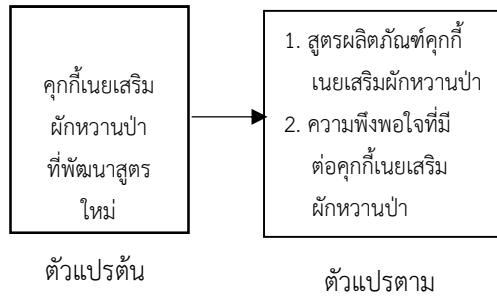 คุกกี้เนยเสริม
ผักหวานป่า
ที่พัฒนาสูตร
ใหม่
ตัวแปรต้น
1. สูตรผลิตภัณฑ์คุกกี้
เนยเสริมผักหวานป่า
2. ความพึงพอใจที่มี
ต่อคุกกี้เนยเสริม
ผักหวานป่า
ตัวแปรตาม